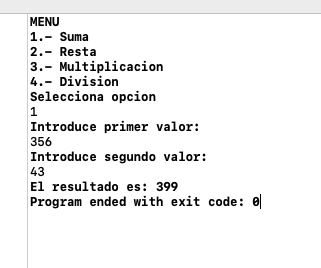 MENU
1.- Suma
2.- Resta
3.- Multiplicacion
4.- Division
Selecciona opcion
1
Introduce primer valor:
356
Introduce segundo valor:
43
El resultado es: 399
Program ended with exit code: 0